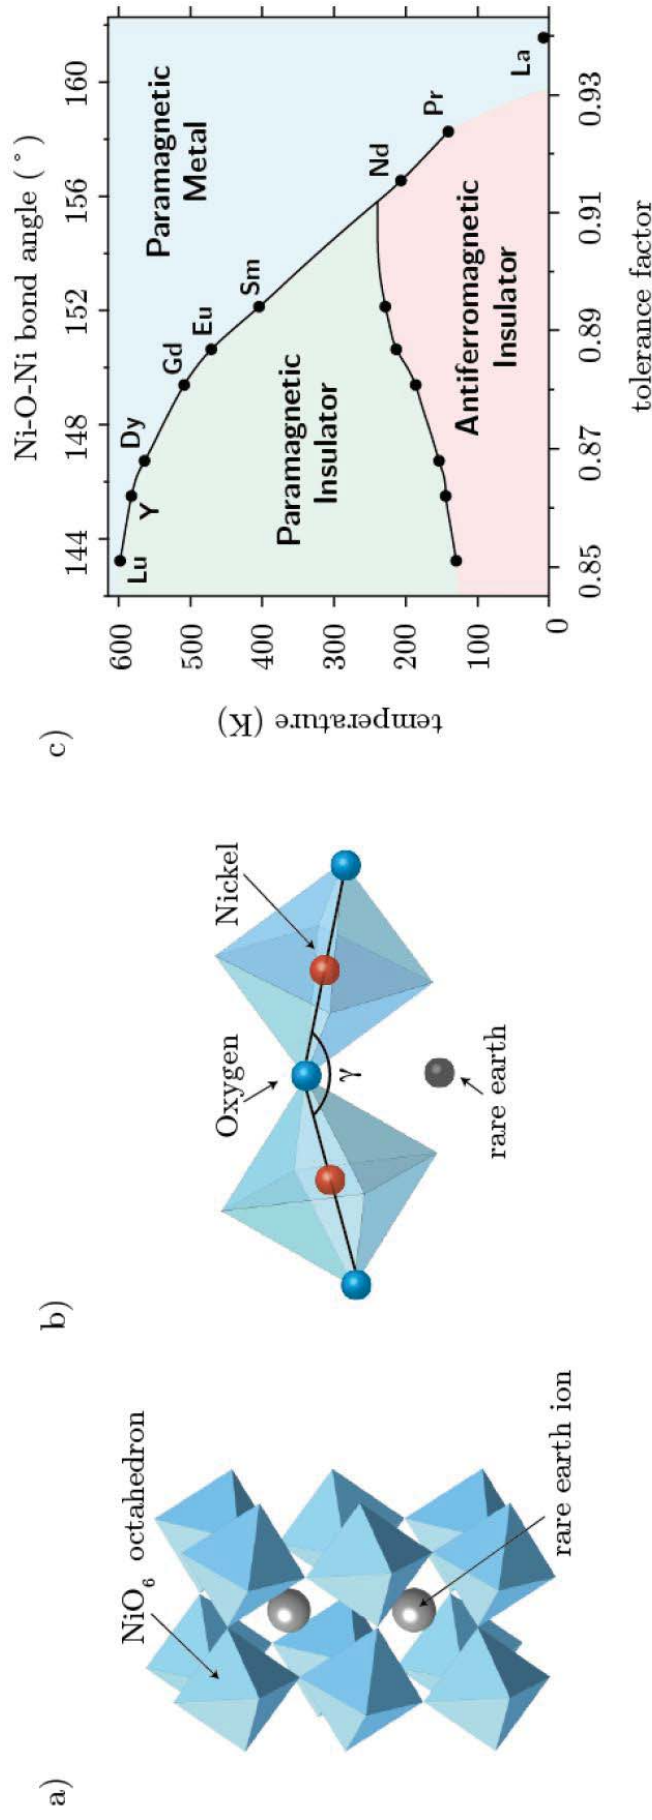 a)
NiO6 octahedron
rare earth ion
b)
Oxygen
Nickel
γ
rare earth
c)
Ni-O-Ni bond angle (°)
144 148 152 156 160
temperature (K)
600
500
400
300
200
100
0
Lu
Y
Dy
Gd
Eu
Sm
Nd
Pr
La
Paramagnetic
Metal
Paramagnetic
Insulator
Antiferromagnetic
Insulator
0.85 0.87 0.89 0.91 0.93
tolerance factor